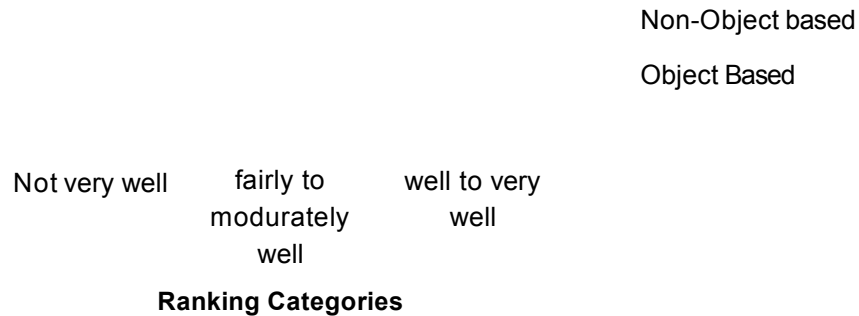 Non-Object based
Object Based
Not very well
fairly to
modurately
well
well to very
well
Ranking Categories